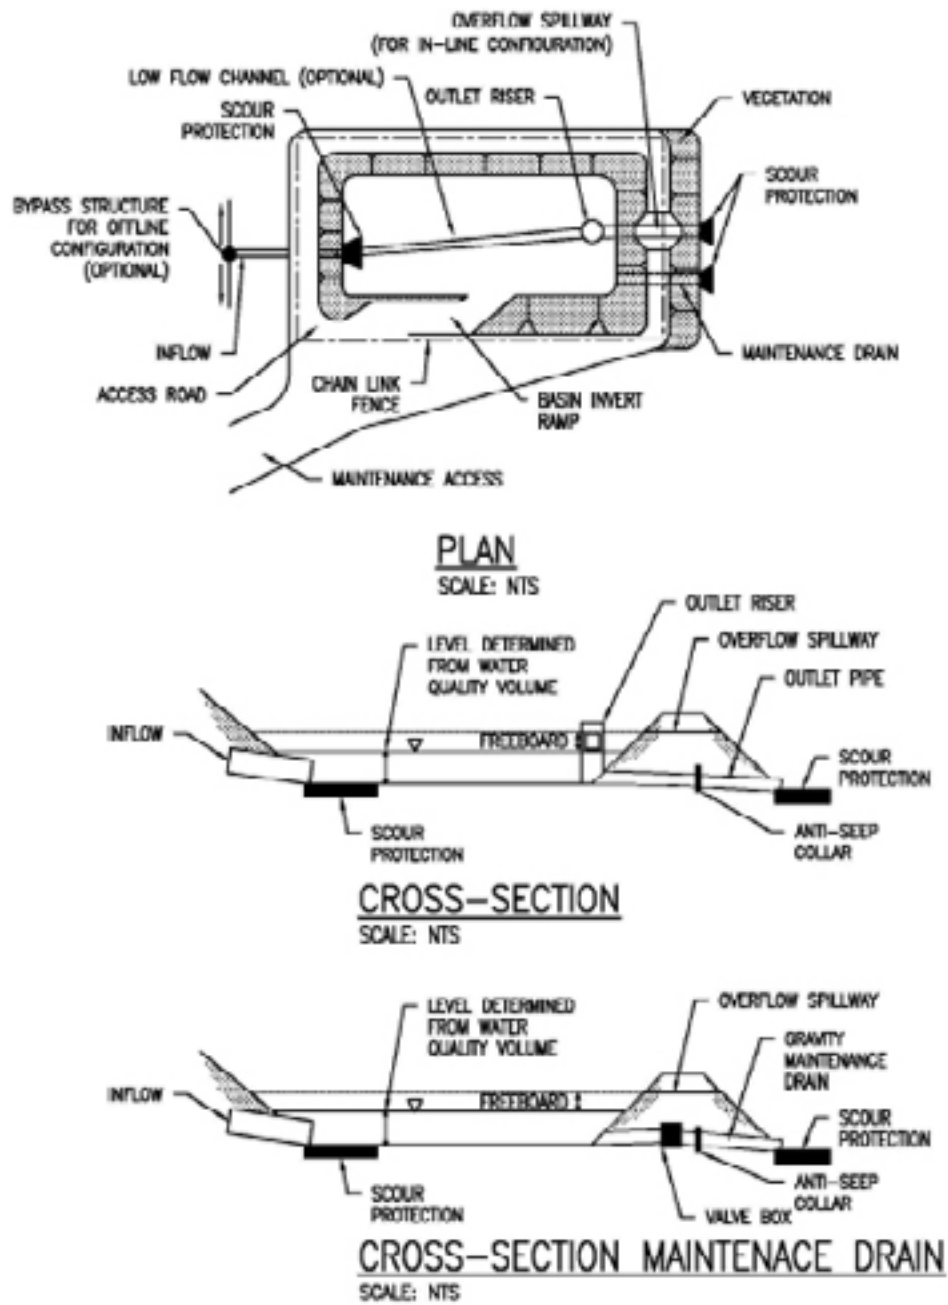 OVERFLOW SPILLWAY
(FOR IN-LINE CONFIGURATION)
LOW FLOW CHANNEL (OPTIONAL)
OUTLET RISER
VEGETATION
SCOUR
PROTECTION
SCOUR
PROTECTION
BYPASS STRUCTURE
FOR OFFLINE
CONFIGURATION
(OPTIONAL)
INFLOW
MAINTENANCE DRAIN
ACCESS ROAD
CHAIN LINK
FENCE
BASIN INVERT
RAMP
MAINTENANCE ACCESS
PLAN
SCALE: NTS
OUTLET RISER
LEVEL DETERMINED
FROM WATER
QUALITY VOLUME
OVERFLOW SPILLWAY
OUTLET PIPE
INFLOW
FREEBOARD
SCOUR
PROTECTION
SCOUR
PROTECTION
ANTI-SEEP
COLLAR
CROSS-SECTION
SCALE: NTS
LEVEL DETERMINED
FROM WATER
QUALITY VOLUME
OVERFLOW SPILLWAY
GRAVITY
MAINTENANCE
DRAIN
INFLOW
FREEBOARD
SCOUR
PROTECTION
SCOUR
PROTECTION
ANTI-SEEP
COLLAR
VALVE BOX
CROSS-SECTION MAINTENACE DRAIN
SCALE: NTS